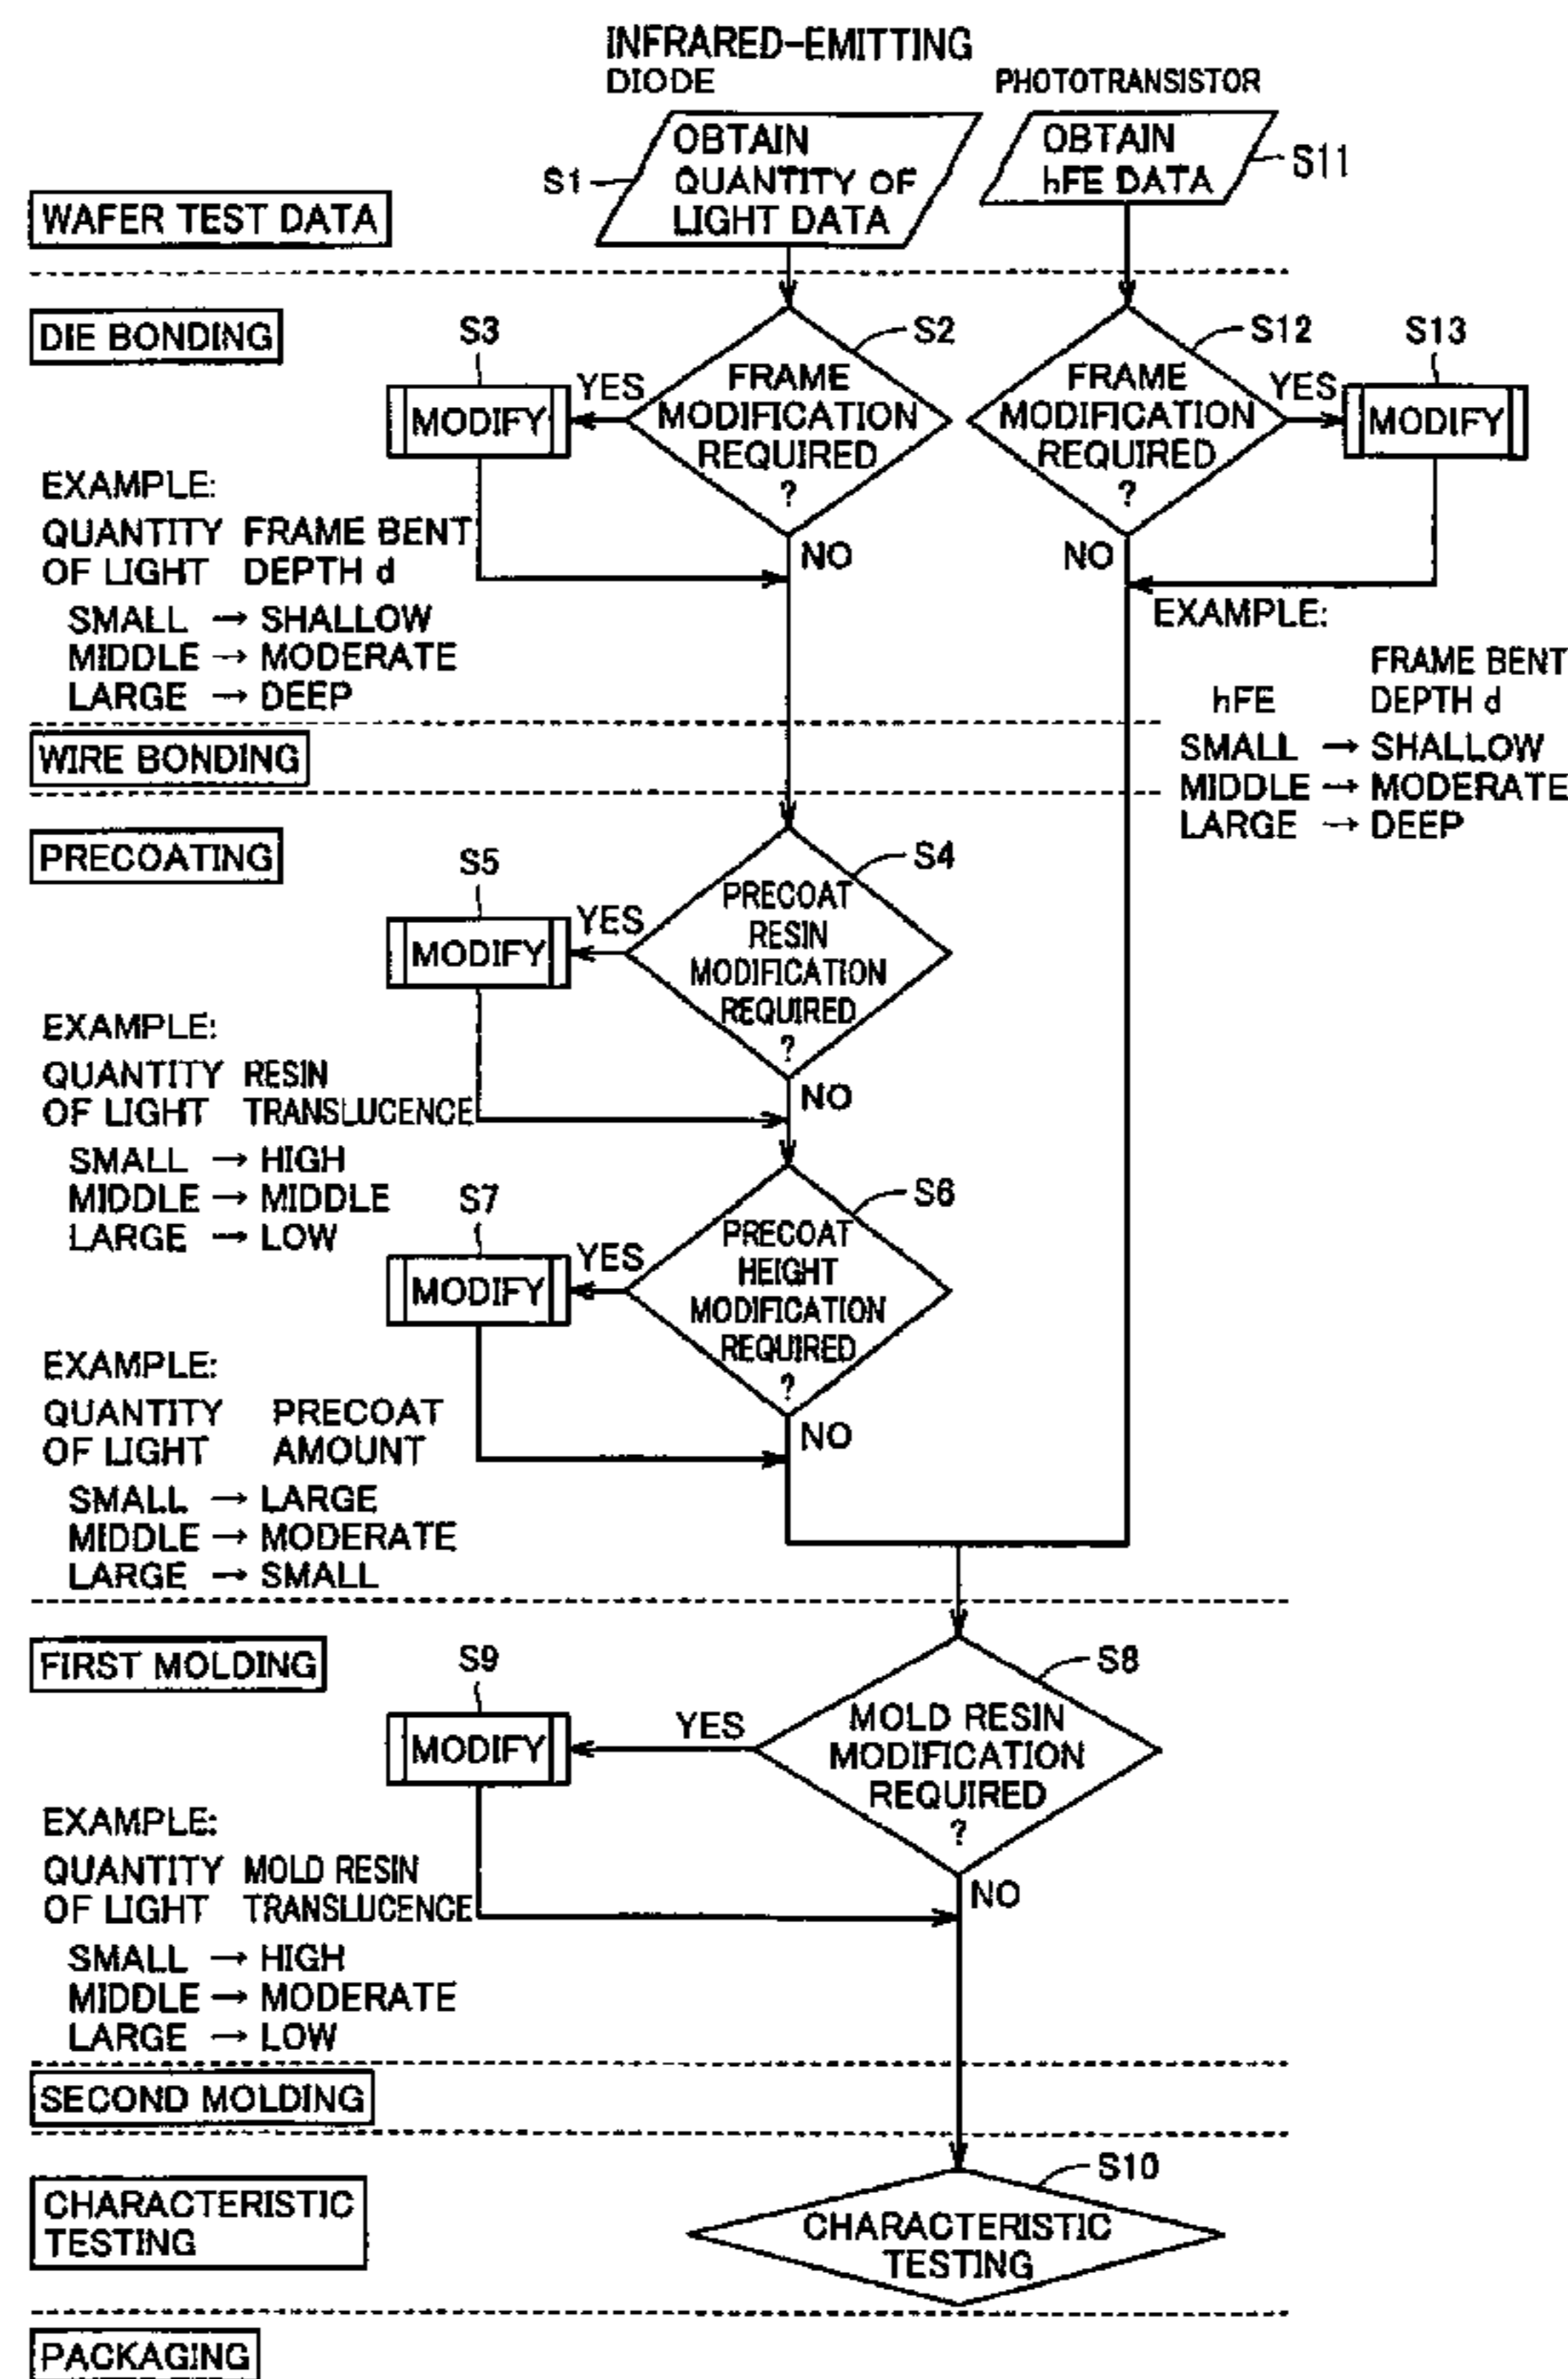 INFRARED-EMITTING
DIODE
PHOTOTRANSISTOR
S1
OBTAIN
QUANTITY OF
LIGHT DATA
OBTAIN
hFE DATA
S11
WAFER TEST DATA
DIE BONDING
S3
MODIFY
YES
S2
FRAME
MODIFICATION
REQUIRED
?
NO
S12
FRAME
MODIFICATION
REQUIRED
?
NO
YES
S13
MODIFY
EXAMPLE:
QUANTITY FRAME BENT
OF LIGHT DEPTH d
SMALL → SHALLOW
MIDDLE → MODERATE
LARGE → DEEP
EXAMPLE:
FRAME BENT
hFE DEPTH d
SMALL → SHALLOW
MIDDLE → MODERATE
LARGE → DEEP
WIRE BONDING
PRECOATING
S5
MODIFY
YES
S4
PRECOAT
RESIN
MODIFICATION
REQUIRED
?
NO
EXAMPLE:
QUANTITY RESIN
OF LIGHT TRANSLUCENCE
SMALL → HIGH
MIDDLE → MIDDLE
LARGE → LOW
S7
MODIFY
YES
S6
PRECOAT
HEIGHT
MODIFICATION
REQUIRED
?
NO
EXAMPLE:
QUANTITY PRECOAT
OF LIGHT AMOUNT
SMALL → LARGE
MIDDLE → MODERATE
LARGE → SMALL
FIRST MOLDING
S9
MODIFY
YES
S8
MOLD RESIN
MODIFICATION
REQUIRED
?
NO
EXAMPLE:
QUANTITY MOLD RESIN
OF LIGHT TRANSLUCENCE
SMALL → HIGH
MIDDLE → MODERATE
LARGE → LOW
SECOND MOLDING
CHARACTERISTIC
TESTING
S10
CHARACTERISTIC
TESTING
PACKAGING